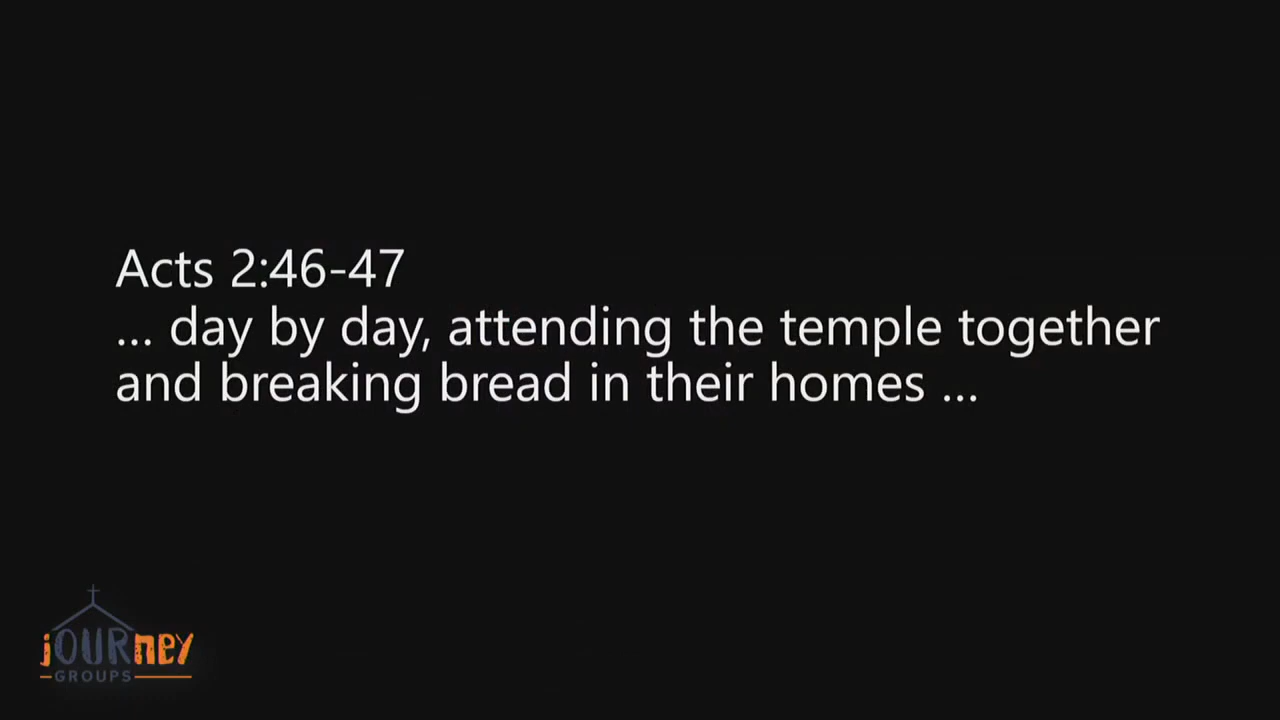 Acts 2:46-47
... day by day, attending the temple together
and breaking bread in their homes ...
jOURney
GROUPS